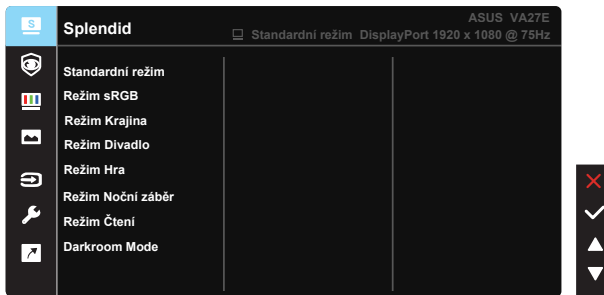 S
Splendid
ASUS VA27E
Standardní režim DisplayPort 1920 x 1080 @ 75Hz
Standardní režim
Režim sRGB
Režim Krajina
Režim Divadlo
Režim Hra
Režim Noční záběr
Režim Čtení
Darkroom Mode